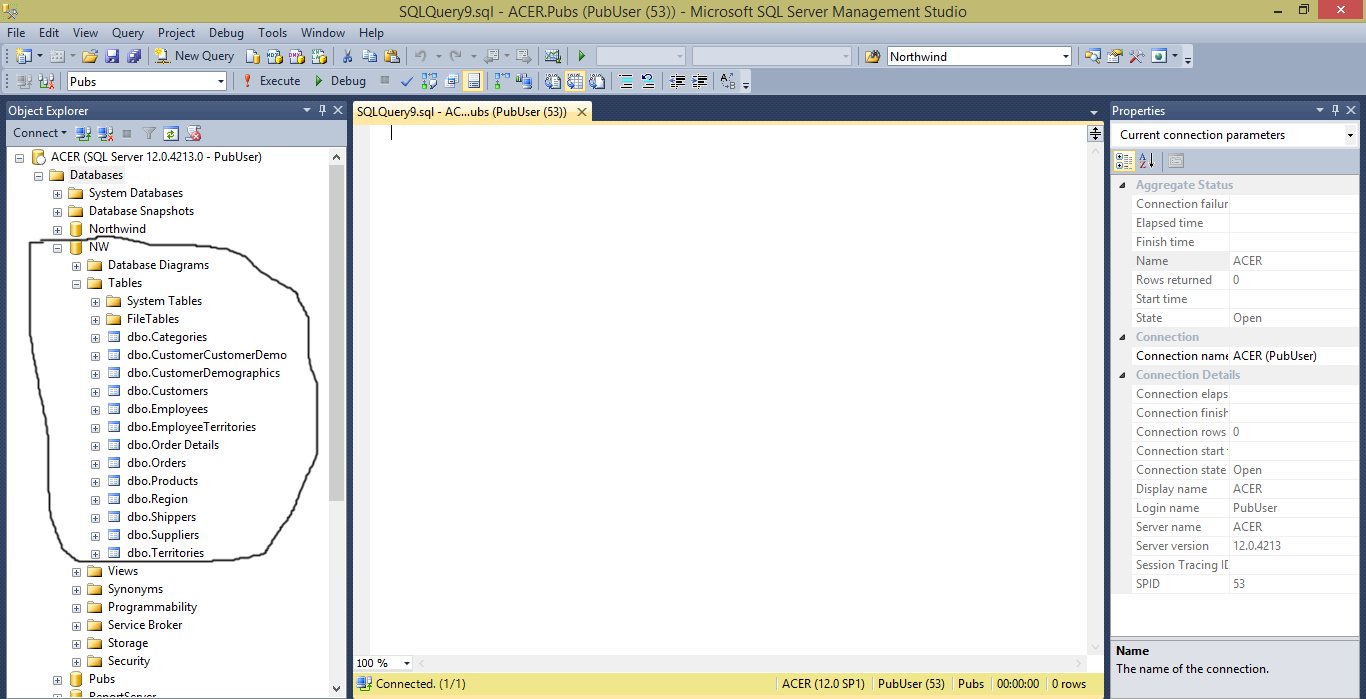 SQLQuery9.sql - ACER.Pubs (PubUser (53)) - Microsoft SQL Server Management Studio
File Edit View Query Project Debug Tools Window Help
New Query Northwind
Pubs Execute Debug
Object Explorer
Connect
ACER (SQL Server 12.0.4213.0 - PubUser)
Databases
System Databases
Database Snapshots
Northwind
NW
Database Diagrams
Tables
System Tables
FileTables
dbo.Categories
dbo.CustomerCustomerDemo
dbo.CustomerDemographics
dbo.Customers
dbo.Employees
dbo.EmployeeTerritories
dbo.Order Details
dbo.Orders
dbo.Products
dbo.Region
dbo.Shippers
dbo.Suppliers
dbo.Territories
Views
Synonyms
Programmability
Service Broker
Storage
Security
Pubs
ReportServer
SQLQuery9.sql - AC...ubs (PubUser (53))
100 %
Connected. (1/1) ACER (12.0 SP1) PubUser (53) Pubs 00:00:00 0 rows
Properties
Current connection parameters
Aggregate Status
Connection failur
Elapsed time
Finish time
Name ACER
Rows returned 0
Start time
State Open
Connection
Connection name ACER (PubUser)
Connection Details
Connection elaps
Connection finish
Connection rows 0
Connection start
Connection state Open
Display name ACER
Login name PubUser
Server name ACER
Server version 12.0.4213
Session Tracing ID
SPID 53
Name
The name of the connection.